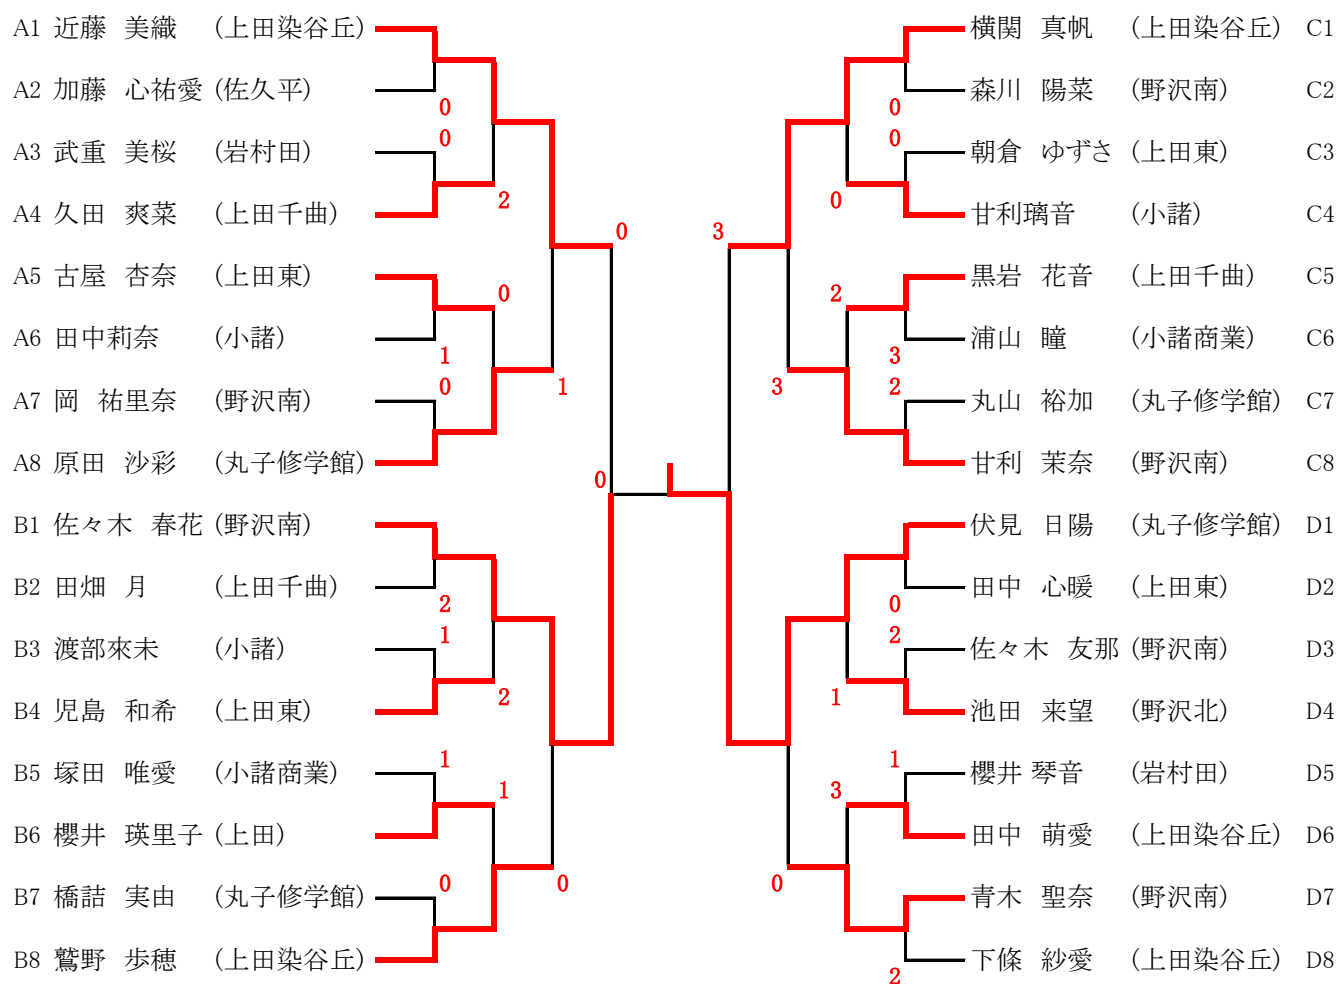 A1 近藤 美織 (上田染谷丘) 横関 真帆 (上田染谷丘) C1
A2 加藤 心祐愛 (佐久平) 森川 陽菜 (野沢南) C2
0 0
0 0
A3 武重 美桜 (岩村田) 朝倉 ゆずさ (上田東) C3
2 0
A4 久田 爽菜 (上田千曲) 甘利璃音 (小諸) C4
0 3
A5 古屋 杏奈 (上田東) 黒岩 花音 (上田千曲) C5
0 2
A6 田中莉奈 (小諸) 浦山 瞳 (小諸商業) C6
1 3
0 1 3 2
A7 岡 祐里奈 (野沢南) 丸山 裕加 (丸子修学館) C7
A8 原田 沙彩 (丸子修学館) 甘利 茉奈 (野沢南) C8
0
B1 佐々木 春花 (野沢南) 伏見 日陽 (丸子修学館) D1
B2 田畑 月 (上田千曲) 田中 心暖 (上田東) D2
2 0
1 2
B3 渡部來未 (小諸) 佐々木 友那 (野沢南) D3
2 1
B4 児島 和希 (上田東) 池田 来望 (野沢北) D4
1 1
B5 塚田 唯愛 (小諸商業) 櫻井 琴音 (岩村田) D5
1 3
B6 櫻井 瑛里子 (上田) 田中 萌愛 (上田染谷丘) D6
0 0 0
B7 橋詰 実由 (丸子修学館) 青木 聖奈 (野沢南) D7
B8 鷲野 歩穂 (上田染谷丘) 下條 紗愛 (上田染谷丘) D8
2